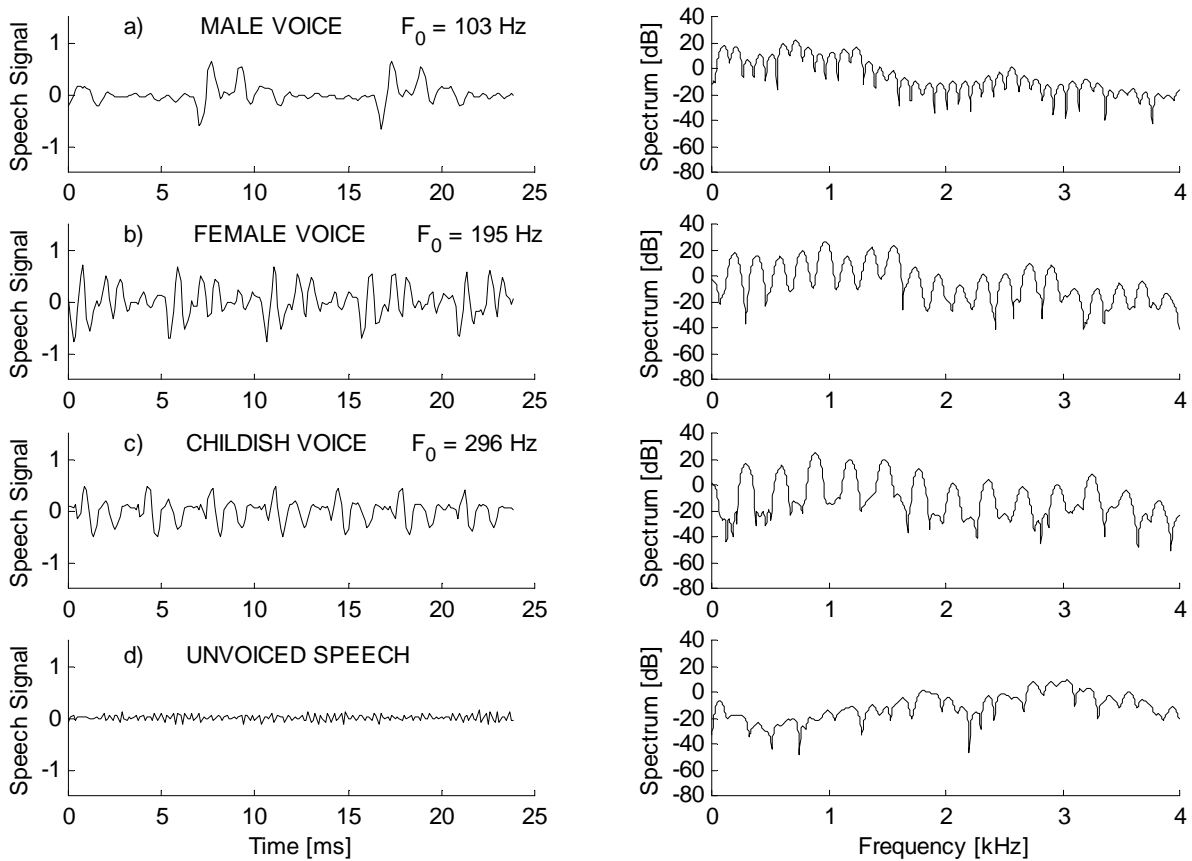 a) MALE VOICE F0 = 103 Hz
Speech Signal
1
0
-1
0 5 10 15 20 25
Spectrum [dB]
40
20
0
-20
-40
-60
-80
0 1 2 3 4
b) FEMALE VOICE F0 = 195 Hz
Speech Signal
1
0
-1
0 5 10 15 20 25
Spectrum [dB]
40
20
0
-20
-40
-60
-80
0 1 2 3 4
c) CHILDISH VOICE F0 = 296 Hz
Speech Signal
1
0
-1
0 5 10 15 20 25
Spectrum [dB]
40
20
0
-20
-40
-60
-80
0 1 2 3 4
d) UNVOICED SPEECH
Speech Signal
1
0
-1
0 5 10 15 20 25
Time [ms]
Spectrum [dB]
40
20
0
-20
-40
-60
-80
0 1 2 3 4
Frequency [kHz]